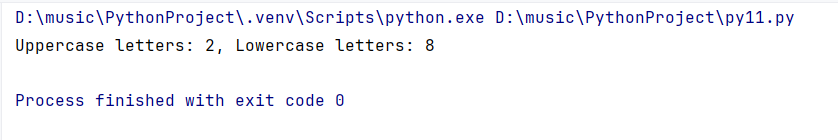 D:\music\PythonProject\.venv\Scripts\python.exe D:\music\PythonProject\py11.py
Uppercase letters: 2, Lowercase letters: 8
Process finished with exit code 0